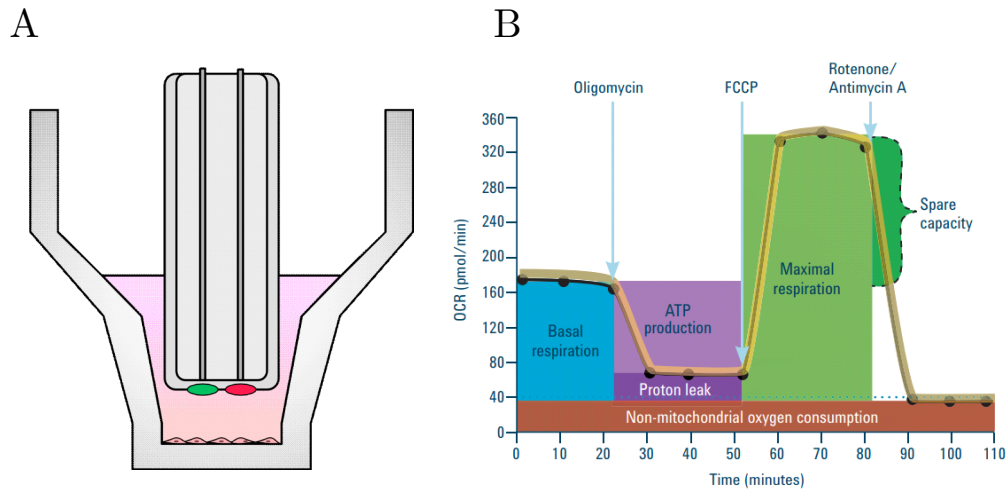 A
B
Oligomycin
FCCP
Rotenone/
Antimycin A
360
320
280
240
200
160
120
80
40
0
OCR (pmol/min)
Basal
respiration
ATP
production
Proton leak
Maximal
respiration
Spare
capacity
Non-mitochondrial oxygen consumption
0
10
20
30
40
50
60
70
80
90
100
110
Time (minutes)